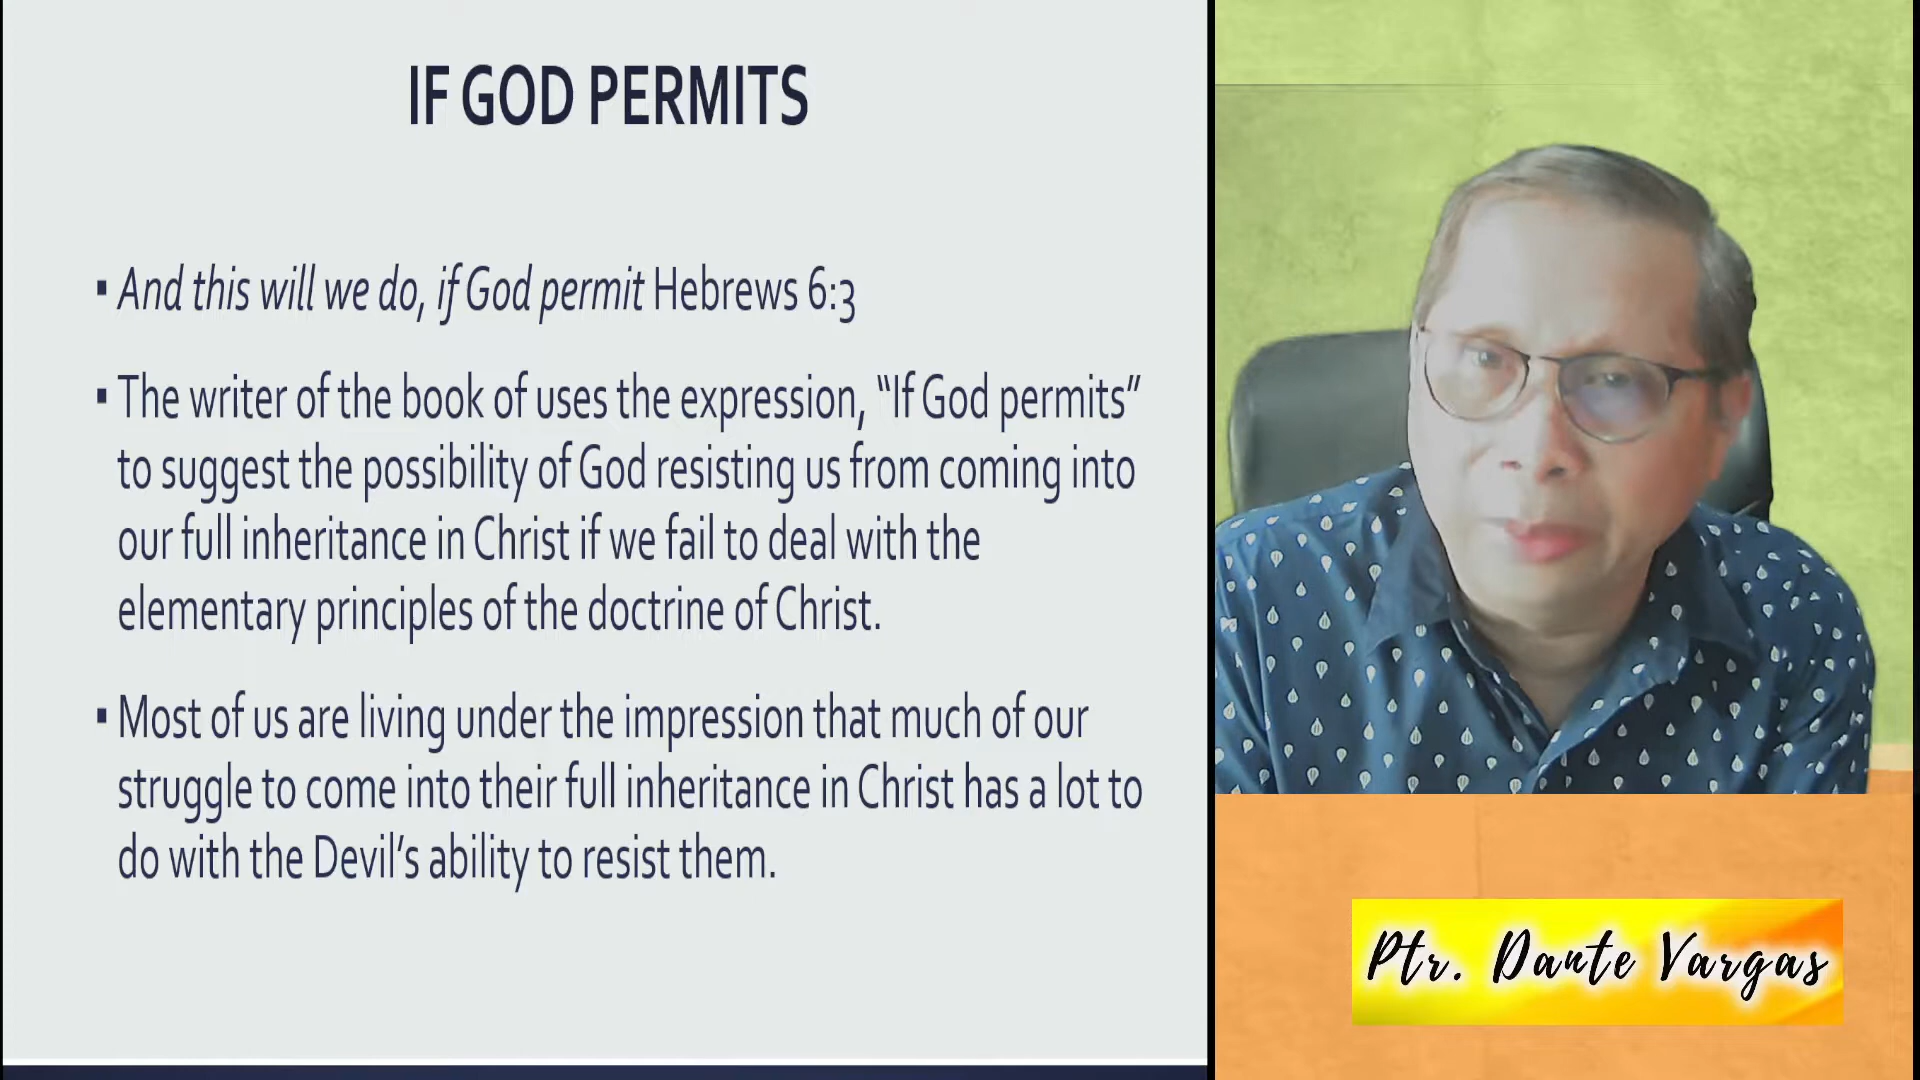 IF GOD PERMITS
▪ And this will we do, if God permit Hebrews 6:3
▪ The writer of the book of uses the expression, “If God permits”
to suggest the possibility of God resisting us from coming into
our full inheritance in Christ if we fail to deal with the
elementary principles of the doctrine of Christ.
▪ Most of us are living under the impression that much of our
struggle to come into their full inheritance in Christ has a lot to
do with the Devil’s ability to resist them.
Ptr. Dante Vargas